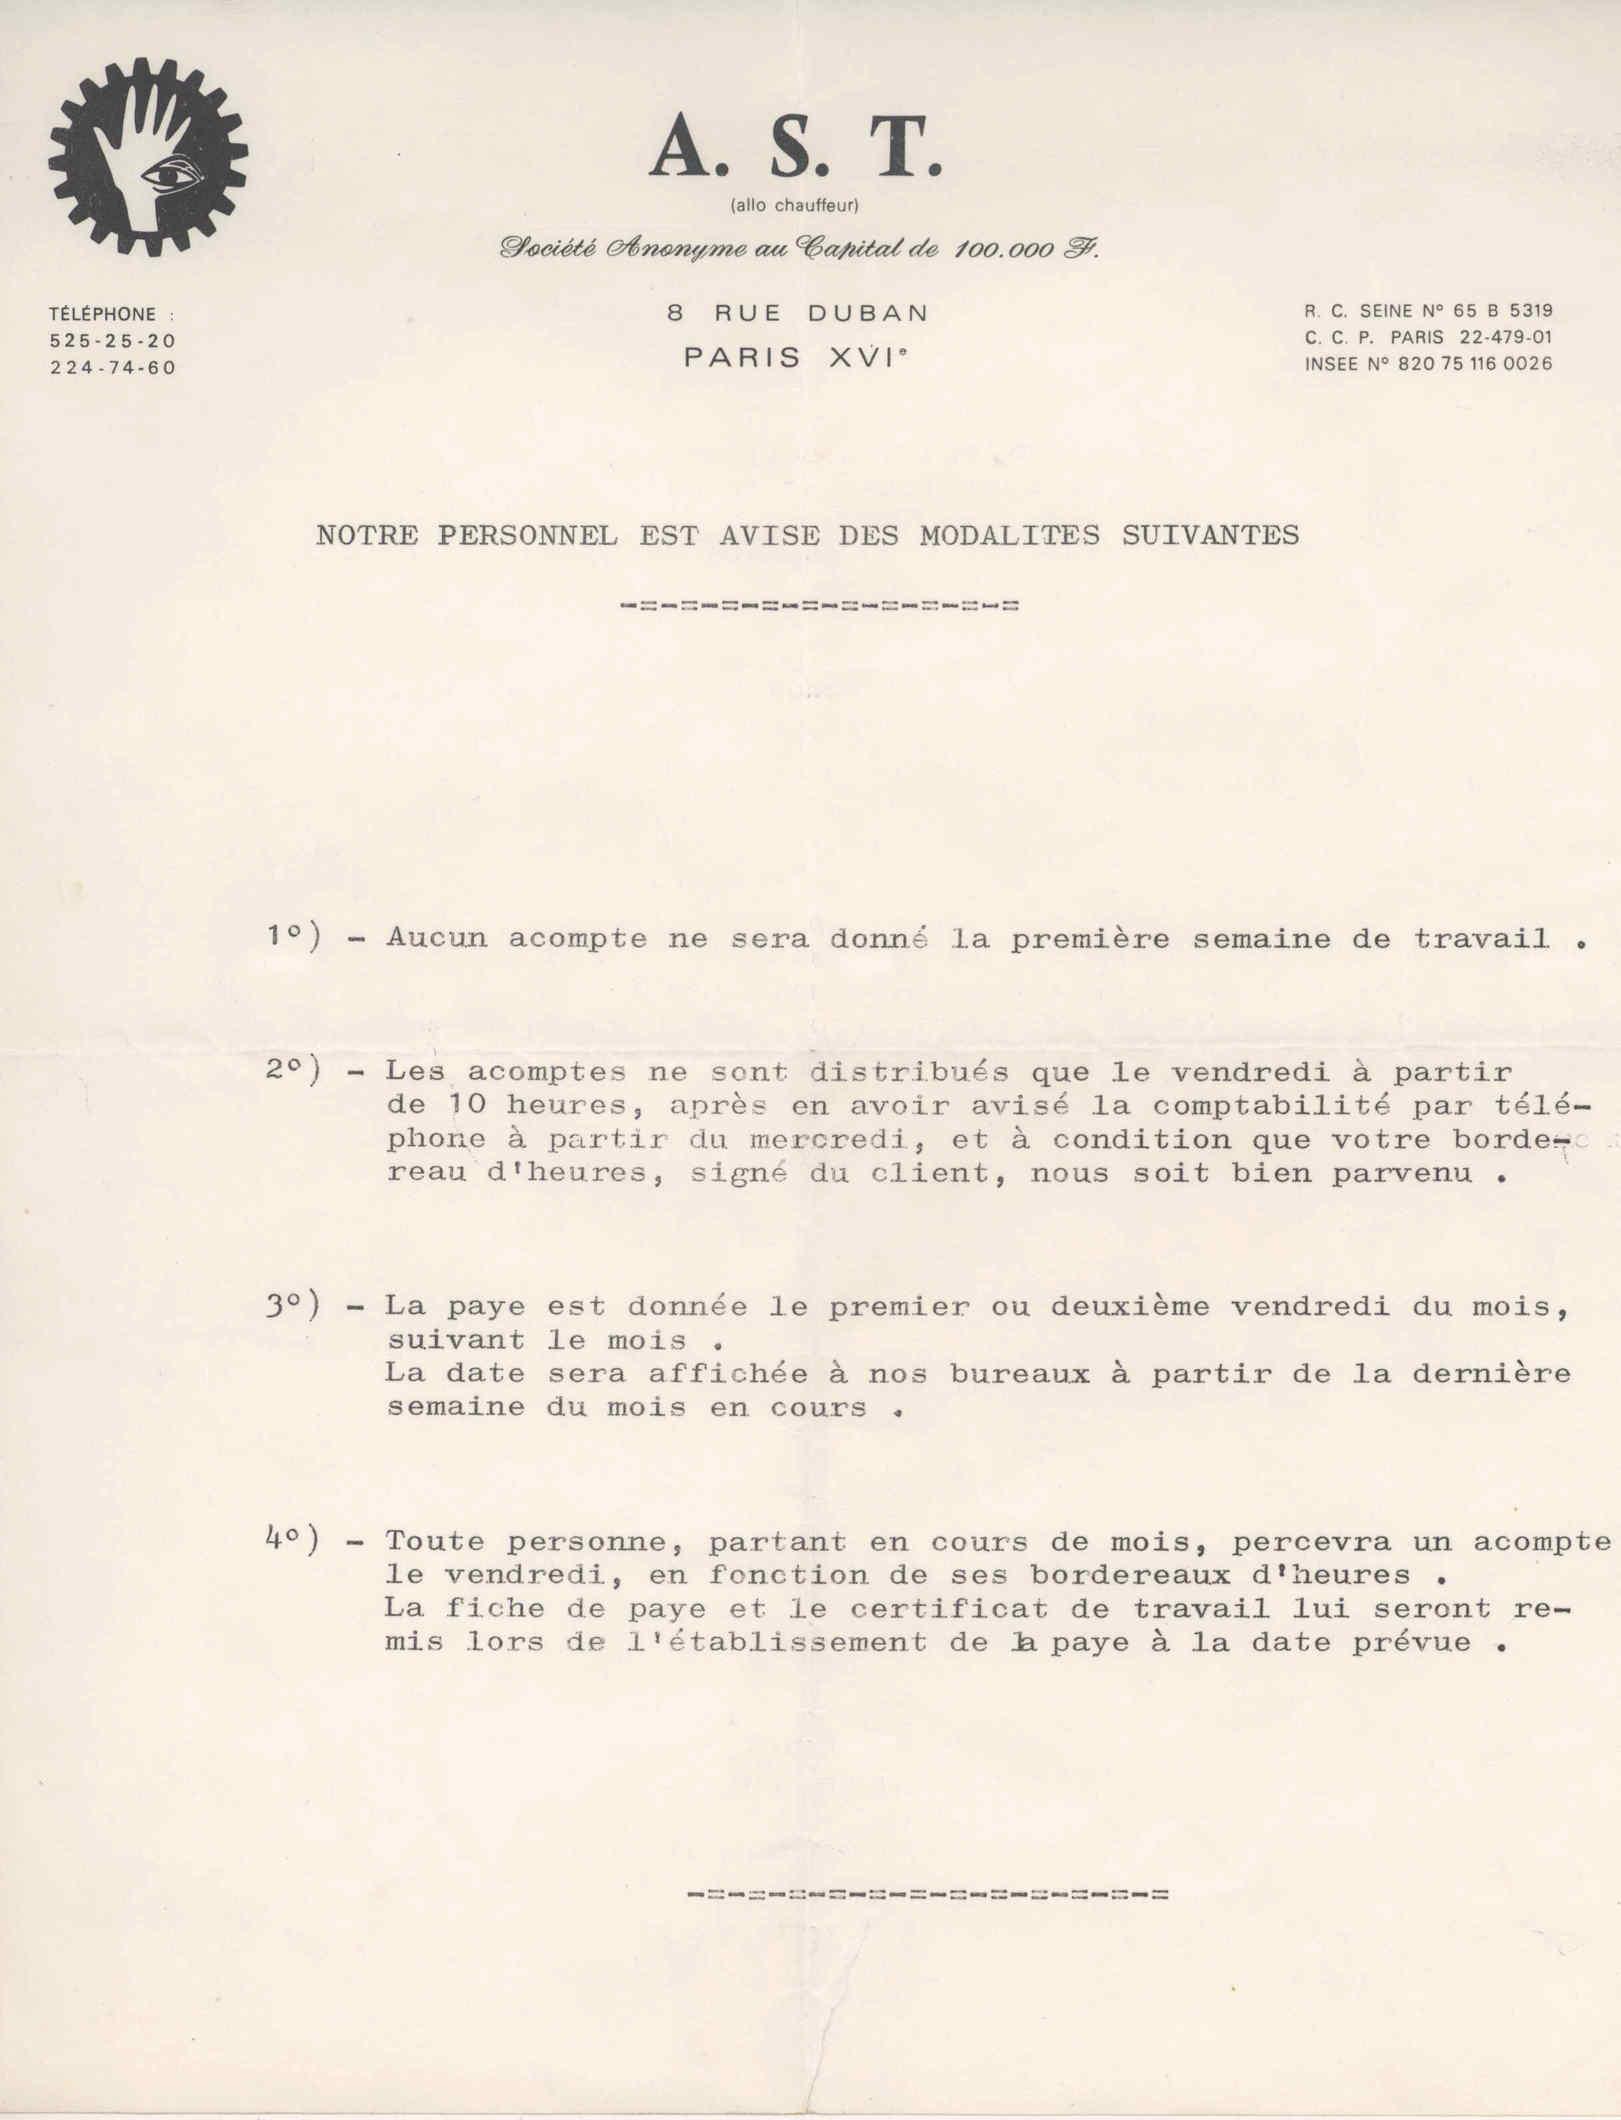 A. S. T.
(allo chauffeur)
Société Anonyme au Capital de 100.000 F.
TÉLÉPHONE :
525-25-20
224-74-60
8 RUE DUBAN
PARIS XVIe
R. C. SEINE N° 65 B 5319
C. C. P. PARIS 22-479-01
INSEE N° 820 75 116 0026
NOTRE PERSONNEL EST AVISE DES MODALITES SUIVANTES
-=-=-=-=-=-=-=-=-=-=
1°) - Aucun acompte ne sera donné la première semaine de travail .
2°) - Les acomptes ne sont distribués que le vendredi à partir
de 10 heures, après en avoir avisé la comptabilité par télé-
phone à partir du mercredi, et à condition que votre borde-
reau d'heures, signé du client, nous soit bien parvenu .
3°) - La paye est donnée le premier ou deuxième vendredi du mois,
suivant le mois .
La date sera affichée à nos bureaux à partir de la dernière
semaine du mois en cours .
4°) - Toute personne, partant en cours de mois, percevra un acompte
le vendredi, en fonction de ses bordereaux d'heures .
La fiche de paye et le certificat de travail lui seront re-
mis lors de l'établissement de la paye à la date prévue .
-=-=-=-=-=-=-=-=-=-=-=-=